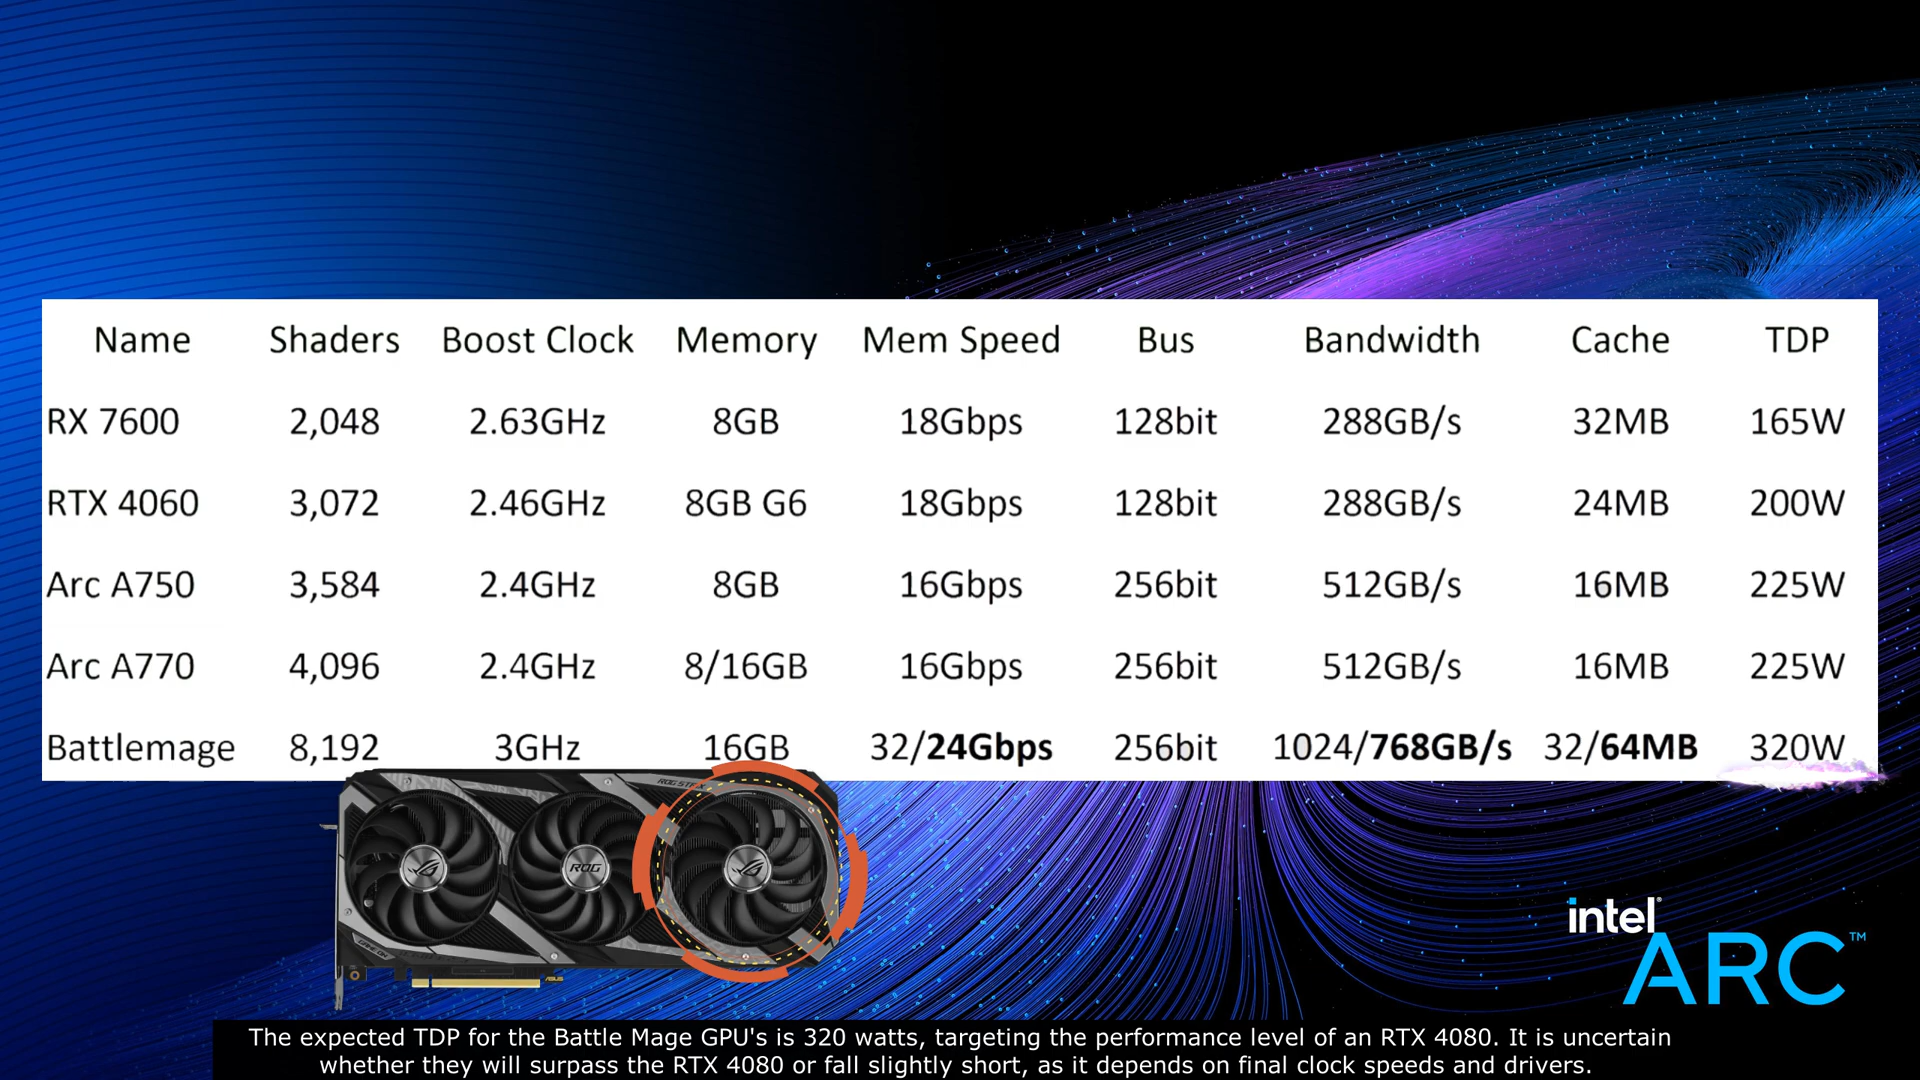 Name Shaders Boost Clock Memory Mem Speed Bus Bandwidth Cache TDP
RX 7600 2,048 2.63GHz 8GB 18Gbps 128bit 288GB/s 32MB 165W
RTX 4060 3,072 2.46GHz 8GB G6 18Gbps 128bit 288GB/s 24MB 200W
Arc A750 3,584 2.4GHz 8GB 16Gbps 256bit 512GB/s 16MB 225W
Arc A770 4,096 2.4GHz 8/16GB 16Gbps 256bit 512GB/s 16MB 225W
Battlemage 8,192 3GHz 16GB 32/24Gbps 256bit 1024/768GB/s 32/64MB 320W
ROG
intel®
ARC™
The expected TDP for the Battle Mage GPU's is 320 watts, targeting the performance level of an RTX 4080. It is uncertain
whether they will surpass the RTX 4080 or fall slightly short, as it depends on final clock speeds and drivers.